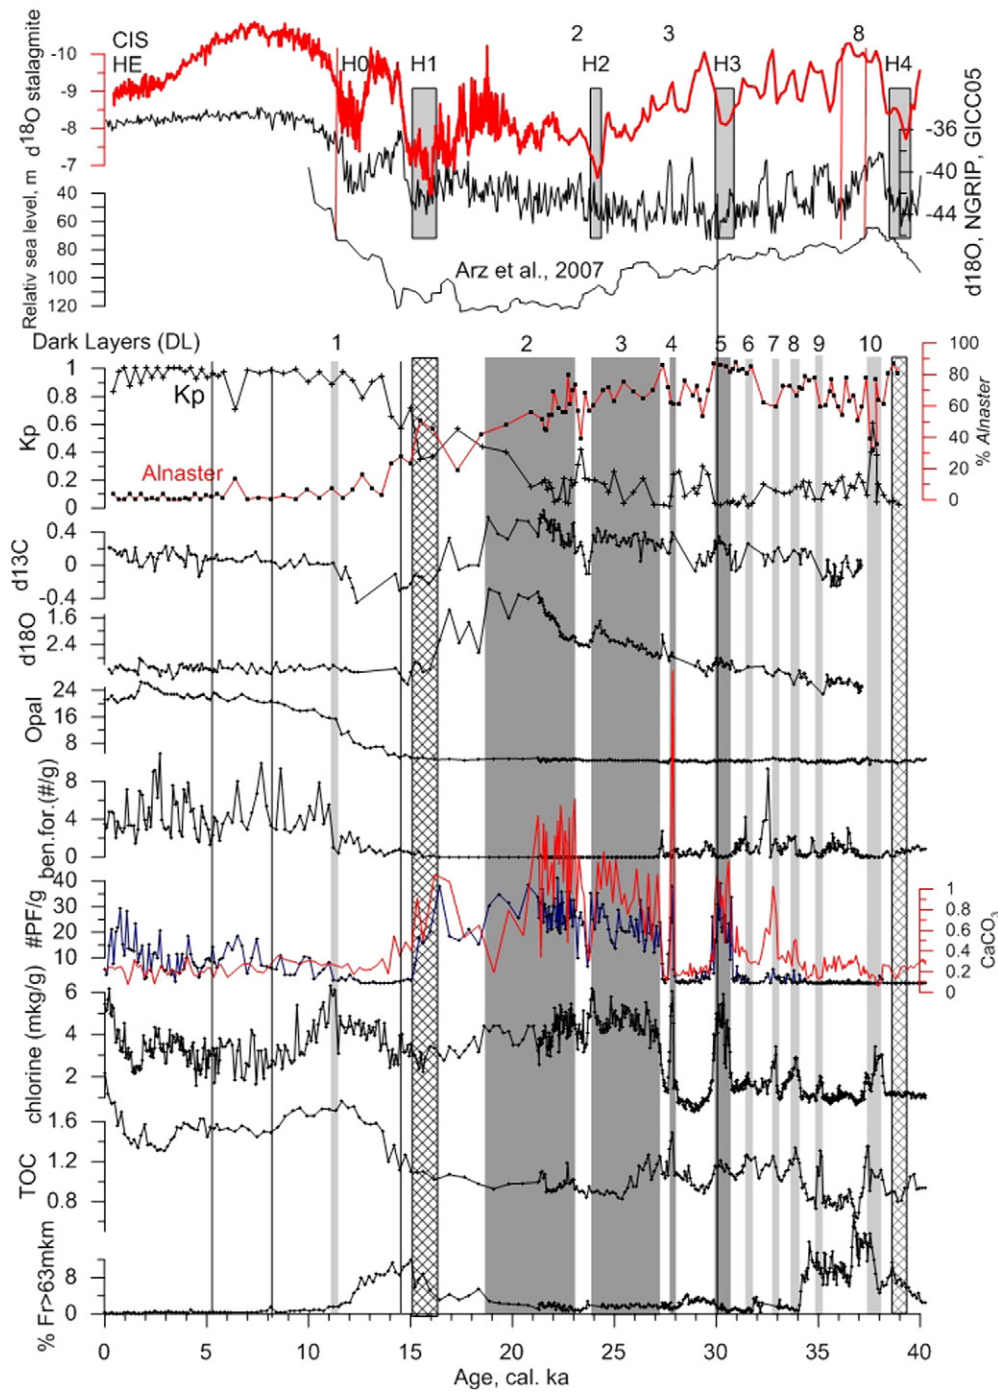 CIS 2 3 8
HE H0 H1 H2 H3 H4
d18O stalagmite
-10
-9
-8
-7
d18O, NGRIP, GICC05
-36
-40
-44
Relativ sea level, m
40
60
80
100
120
Arz et al., 2007
Dark Layers (DL) 1 2 3 4 5 6 7 8 9 10
Kp
1
0.8
0.6
0.4
0.2
0
Kp
Alnaster
% Alnaster
100
80
60
40
20
0
d13C
0.4
0
-0.4
d18O
1.6
2.4
Opal
24
16
8
ben.for.(#/g)
8
4
0
#PF/g
40
30
20
10
CaCO3
1
0.8
0.6
0.4
0.2
0
chlorine (mkg/g)
6
4
2
TOC
1.6
1.2
0.8
% Fr>63mkm
8
0
0 5 10 15 20 25 30 35 40
Age, cal. ka